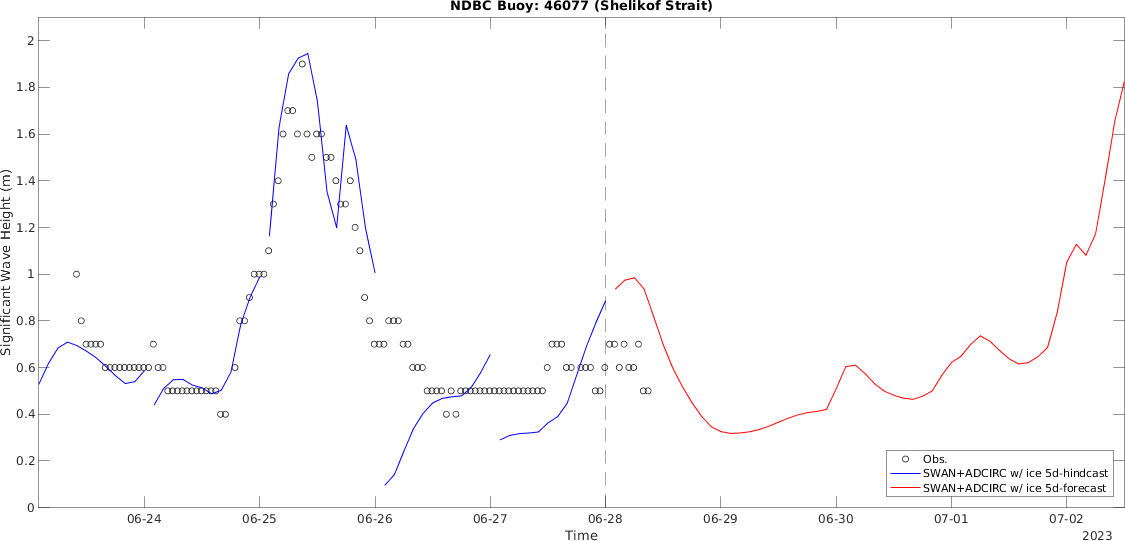 NDBC Buoy: 46077 (Shelikof Strait)
2
1.8
1.6
1.4
1.2
1
0.8
0.6
0.4
0.2
0
Significant Wave Height (m)
Obs.
SWAN+ADCIRC w/ ice 5d-hindcast
SWAN+ADCIRC w/ ice 5d-forecast
06-24 06-25 06-26 06-27 06-28 06-29 06-30 07-01 07-02
Time
2023